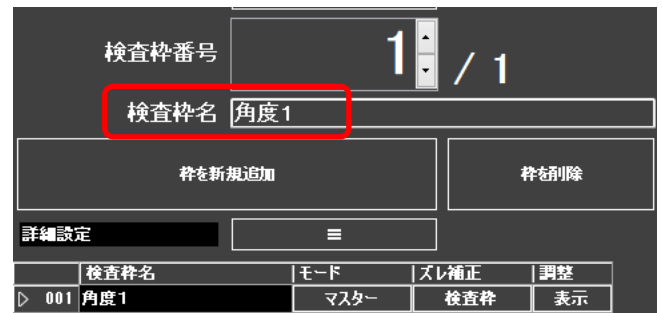 検査枠番号 1 / 1
検査枠名 角度1
枠を新規追加 枠を削除
詳細設定 ≡
検査枠名 |モード |ズレ補正 |調整
001 角度1 マスター 検査枠 表示